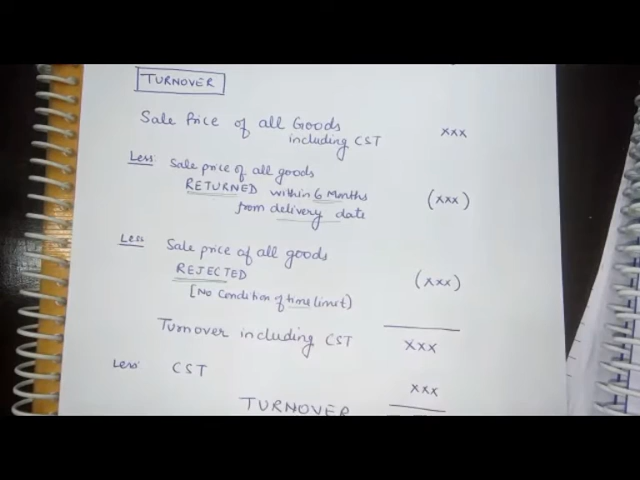 TURNOVER
Sale Price of all Goods
including CST xxx
Less: Sale price of all goods
RETURNED within 6 Months
from delivery date (xxx)
Less Sale price of all goods
REJECTED (xxx)
[No Condition of time limit)
Turnover including CST xxx
Less: CST xxx
TURNOVER